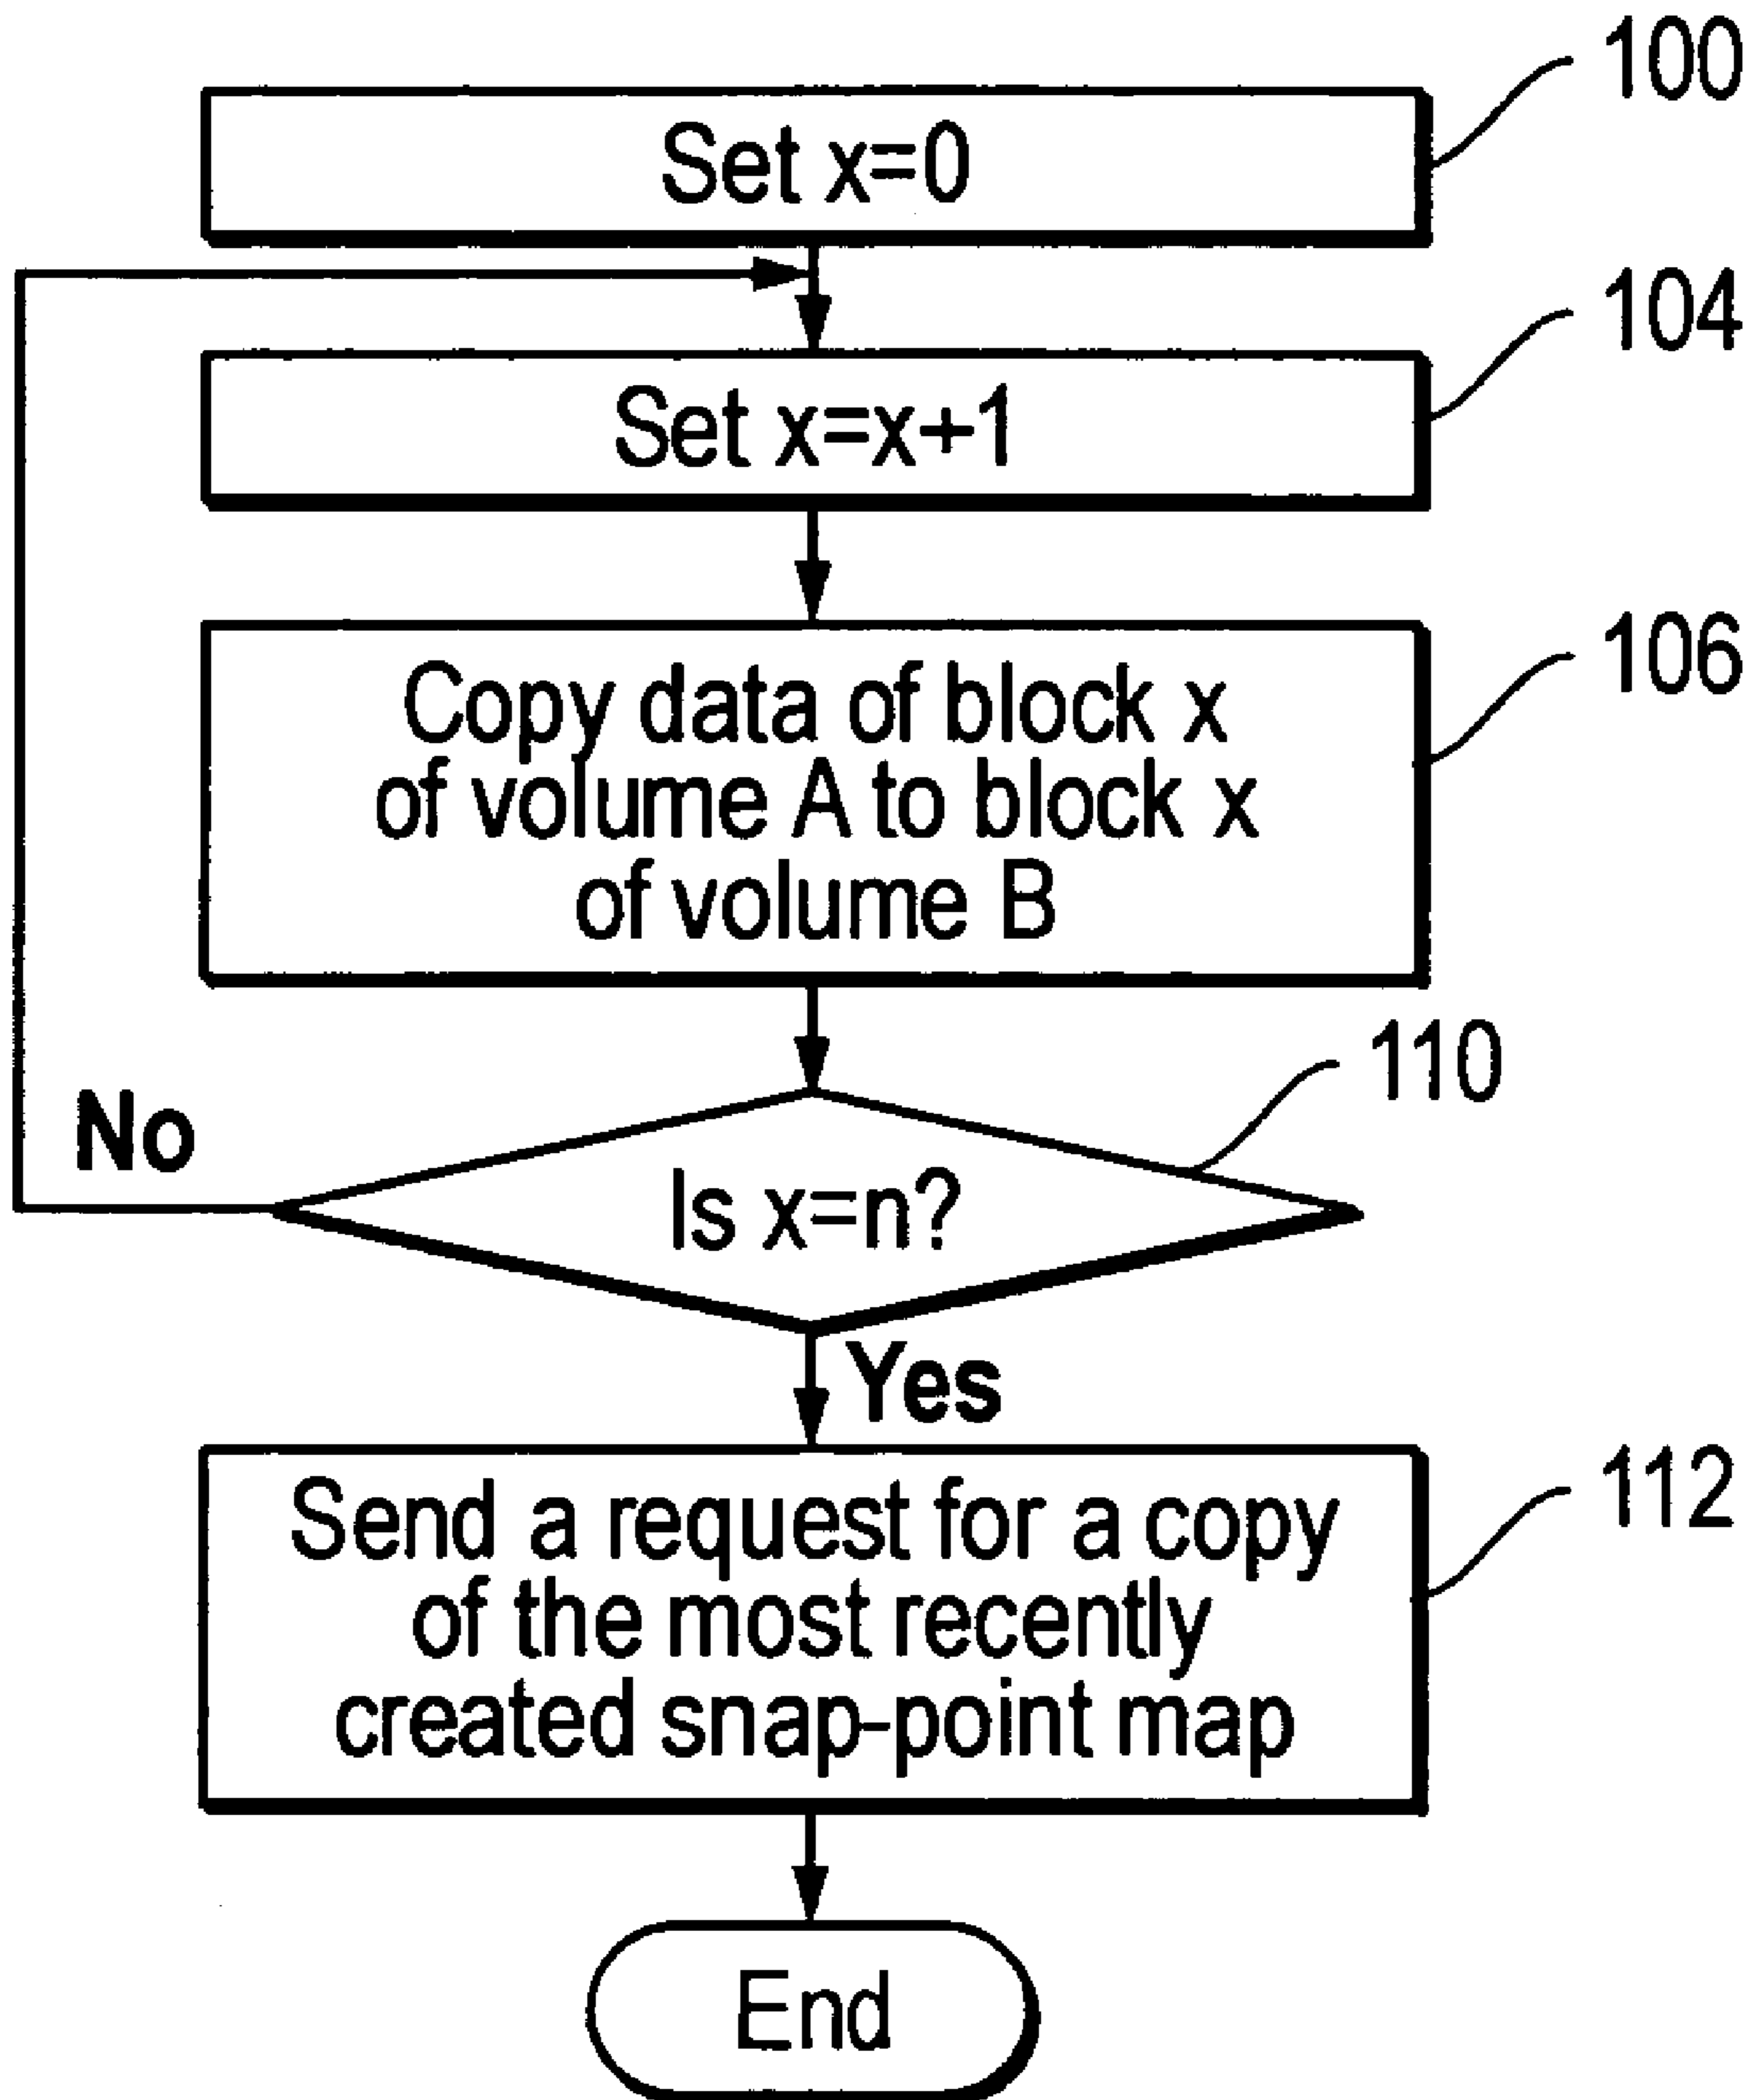 100
Set x=0
104
Set x=x+1
106
Copy data of block x
of volume A to block x
of volume B
110
No
Is x=n?
Yes
112
Send a request for a copy
of the most recently
created snap-point map
End